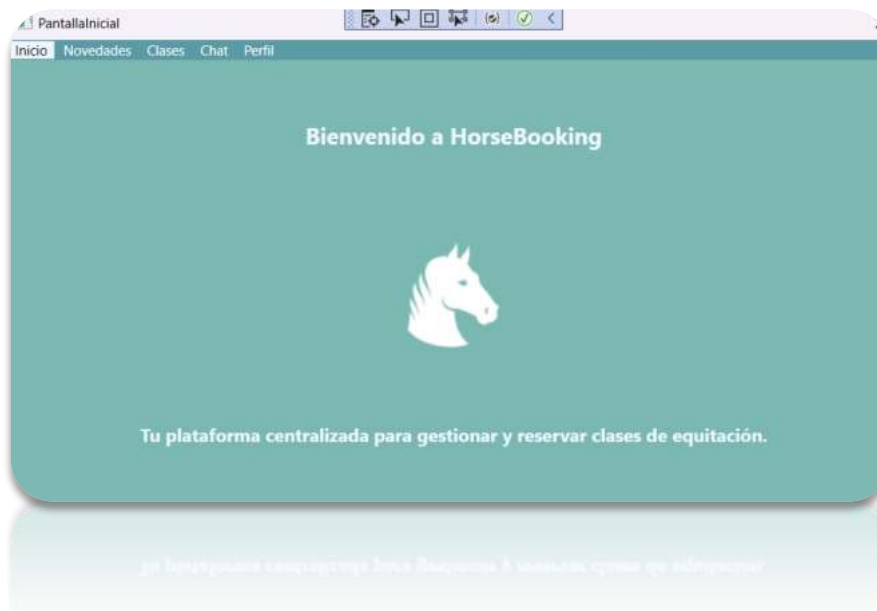 PantallaInicial
Inicio Novedades Clases Chat Perfil
Bienvenido a HorseBooking
Tu plataforma centralizada para gestionar y reservar clases de equitación.